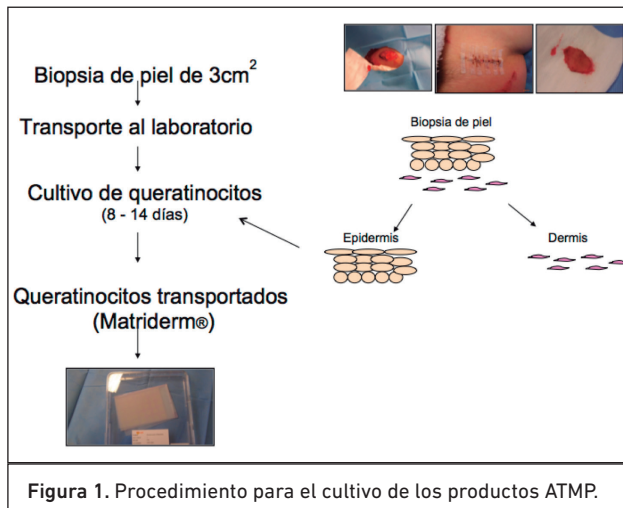 Biopsia de piel de 3cm²
Transporte al laboratorio
Cultivo de queratinocitos
(8 - 14 días)
Queratinocitos transportados
(Matriderm®)
Biopsia de piel
Epidermis
Dermis
Figura 1. Procedimiento para el cultivo de los productos ATMP.